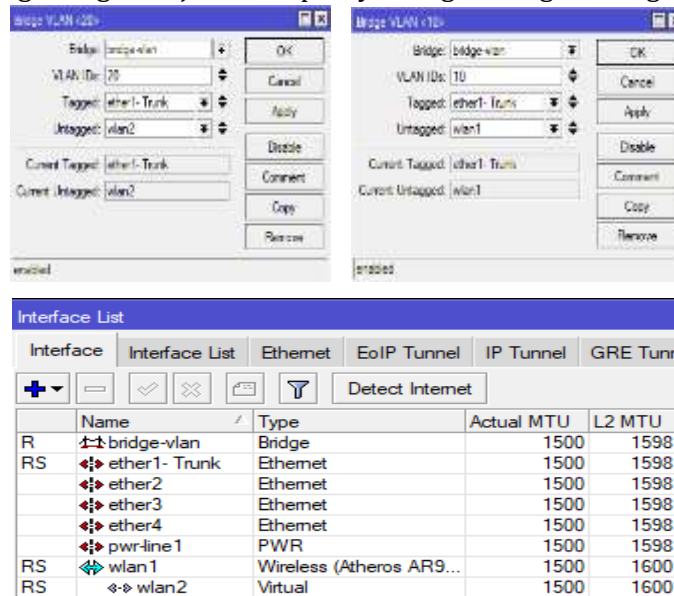 Bridge VLAN <20>
Bridge: bridge-vlan
VLAN IDs: 20
Tagged: ether1- Trunk
Untagged: wlan2
Current Tagged: ether1- Trunk
Current Untagged: wlan2
OK
Cancel
Apply
Disable
Comment
Copy
Remove
enabled
Bridge VLAN <10>
Bridge: bridge-vlan
VLAN IDs: 10
Tagged: ether1- Trunk
Untagged: wlan1
Current Tagged: ether1- Trunk
Current Untagged: wlan1
OK
Cancel
Apply
Disable
Comment
Copy
Remove
enabled
Interface List
Interface Interface List Ethernet EoIP Tunnel IP Tunnel GRE Tun
Detect Internet
Name Type Actual MTU L2 MTU
R bridge-vlan Bridge 1500 1598
RS ether1- Trunk Ethernet 1500 1598
ether2 Ethernet 1500 1598
ether3 Ethernet 1500 1598
ether4 Ethernet 1500 1598
pwr-line1 PWR 1500 1598
RS wlan1 Wireless (Atheros AR9... 1500 1600
RS wlan2 Virtual 1500 1600